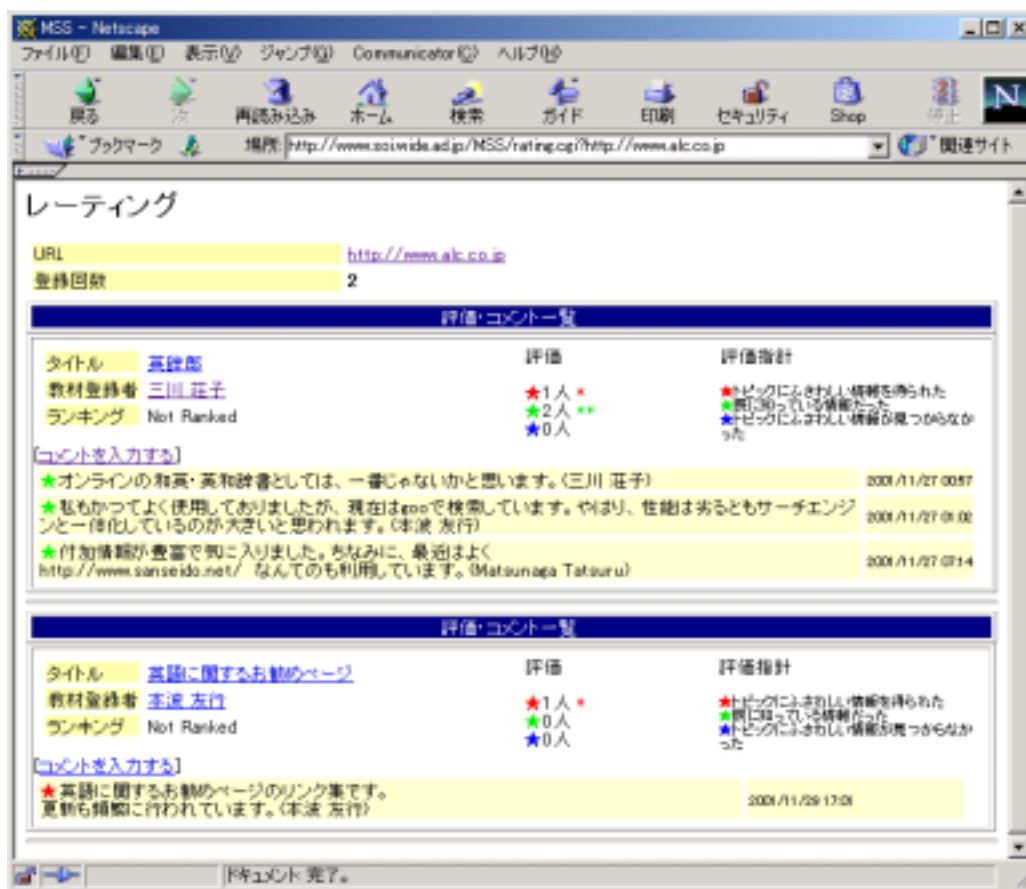 MSS - Netscape
ファイル(F) 編集(E) 表示(V) ジャンプ(G) Communicator(C) ヘルプ(H)
戻る 次 再読み込み ホーム 検索 ガイド 印刷 セキュリティ Shop 停止
ブックマーク 場所: http://www.soi.wide.ad.jp/MSS/rating.cgi?http://www.alc.co.jp 関連サイト
レーティング
URL http://www.alc.co.jp
登録回数 2
評価・コメント一覧
タイトル 英辞郎 評価 評価指針
教材登録者 三川 荘子 ★1人 * ★トピックにふさわしい情報を得られた
ランキング Not Ranked ★2人 ** ★既に知っている情報だった
★0人 ★トピックにふさわしい情報が見つからなか
った
[コメントを入力する]
★オンラインの和英・英和辞書としては、一番じゃないかと思います。(三川 荘子) 2001/11/27 00:57
★私もかつてよく使用しておりましたが、現在はgooで検索しています。やはり、性能は劣るともサーチエンジ
ンと一体化しているのが大きいと思われます。(本波 友行) 2001/11/27 01:02
★付加情報が豊富で気に入りました。ちなみに、最近はよく
http://www.sanseido.net/ なんてのも利用しています。(Matsunaga Tatsuru) 2001/11/27 07:14
評価・コメント一覧
タイトル 英語に関するお勧めページ 評価 評価指針
教材登録者 本波 友行 ★1人 * ★トピックにふさわしい情報を得られた
ランキング Not Ranked ★0人 ★既に知っている情報だった
★0人 ★トピックにふさわしい情報が見つからなか
った
[コメントを入力する]
★英語に関するお勧めページのリンク集です。
更新も頻繁に行われています。(本波 友行) 2001/11/29 17:01
ドキュメント: 完了。